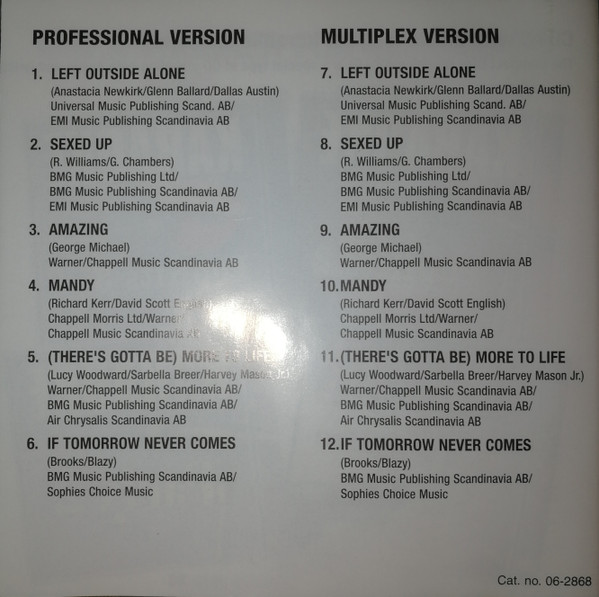 PROFESSIONAL VERSION
1. LEFT OUTSIDE ALONE
(Anastacia Newkirk/Glenn Ballard/Dallas Austin)
Universal Music Publishing Scand. AB/
EMI Music Publishing Scandinavia AB
2. SEXED UP
(R. Williams/G. Chambers)
BMG Music Publishing Ltd/
BMG Music Publishing Scandinavia AB/
EMI Music Publishing Scandinavia AB
3. AMAZING
(George Michael)
Warner/Chappell Music Scandinavia AB
4. MANDY
(Richard Kerr/David Scott English)
Chappell Morris Ltd/Warner/
Chappell Music Scandinavia AB
5. (THERE'S GOTTA BE) MORE TO LIFE
(Lucy Woodward/Sarbella Breer/Harvey Mason Jr.)
Warner/Chappell Music Scandinavia AB/
BMG Music Publishing Scandinavia AB/
Air Chrysalis Scandinavia AB
6. IF TOMORROW NEVER COMES
(Brooks/Blazy)
BMG Music Publishing Scandinavia AB/
Sophies Choice Music
MULTIPLEX VERSION
7. LEFT OUTSIDE ALONE
(Anastacia Newkirk/Glenn Ballard/Dallas Austin)
Universal Music Publishing Scand. AB/
EMI Music Publishing Scandinavia AB
8. SEXED UP
(R. Williams/G. Chambers)
BMG Music Publishing Ltd/
BMG Music Publishing Scandinavia AB/
EMI Music Publishing Scandinavia AB
9. AMAZING
(George Michael)
Warner/Chappell Music Scandinavia AB
10. MANDY
(Richard Kerr/David Scott English)
Chappell Morris Ltd/Warner/
Chappell Music Scandinavia AB
11. (THERE'S GOTTA BE) MORE TO LIFE
(Lucy Woodward/Sarbella Breer/Harvey Mason Jr.)
Warner/Chappell Music Scandinavia AB/
BMG Music Publishing Scandinavia AB/
Air Chrysalis Scandinavia AB
12. IF TOMORROW NEVER COMES
(Brooks/Blazy)
BMG Music Publishing Scandinavia AB/
Sophies Choice Music
Cat. no. 06-2868